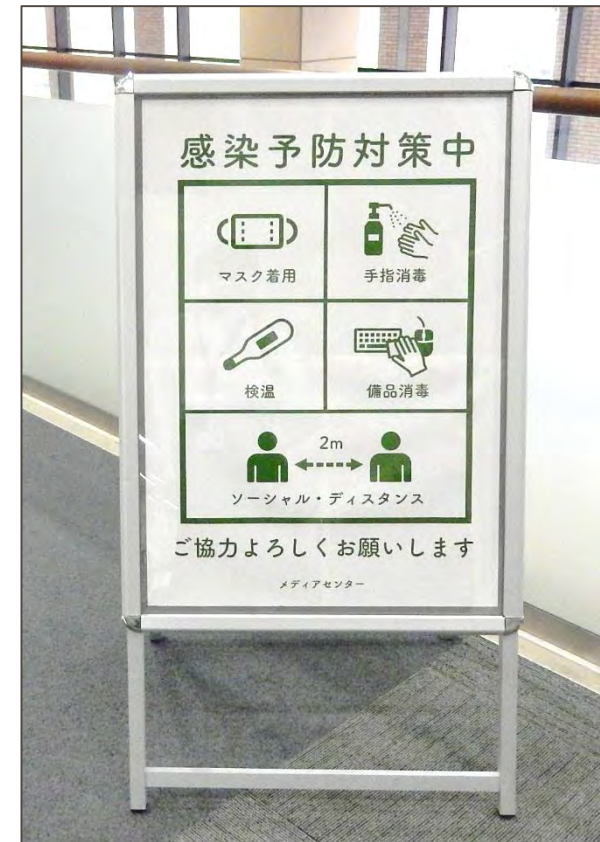 感染予防対策中
マスク着用
手指消毒
検温
備品消毒
2m
ソーシャル・ディスタンス
ご協力よろしくお願いします
メディアセンター